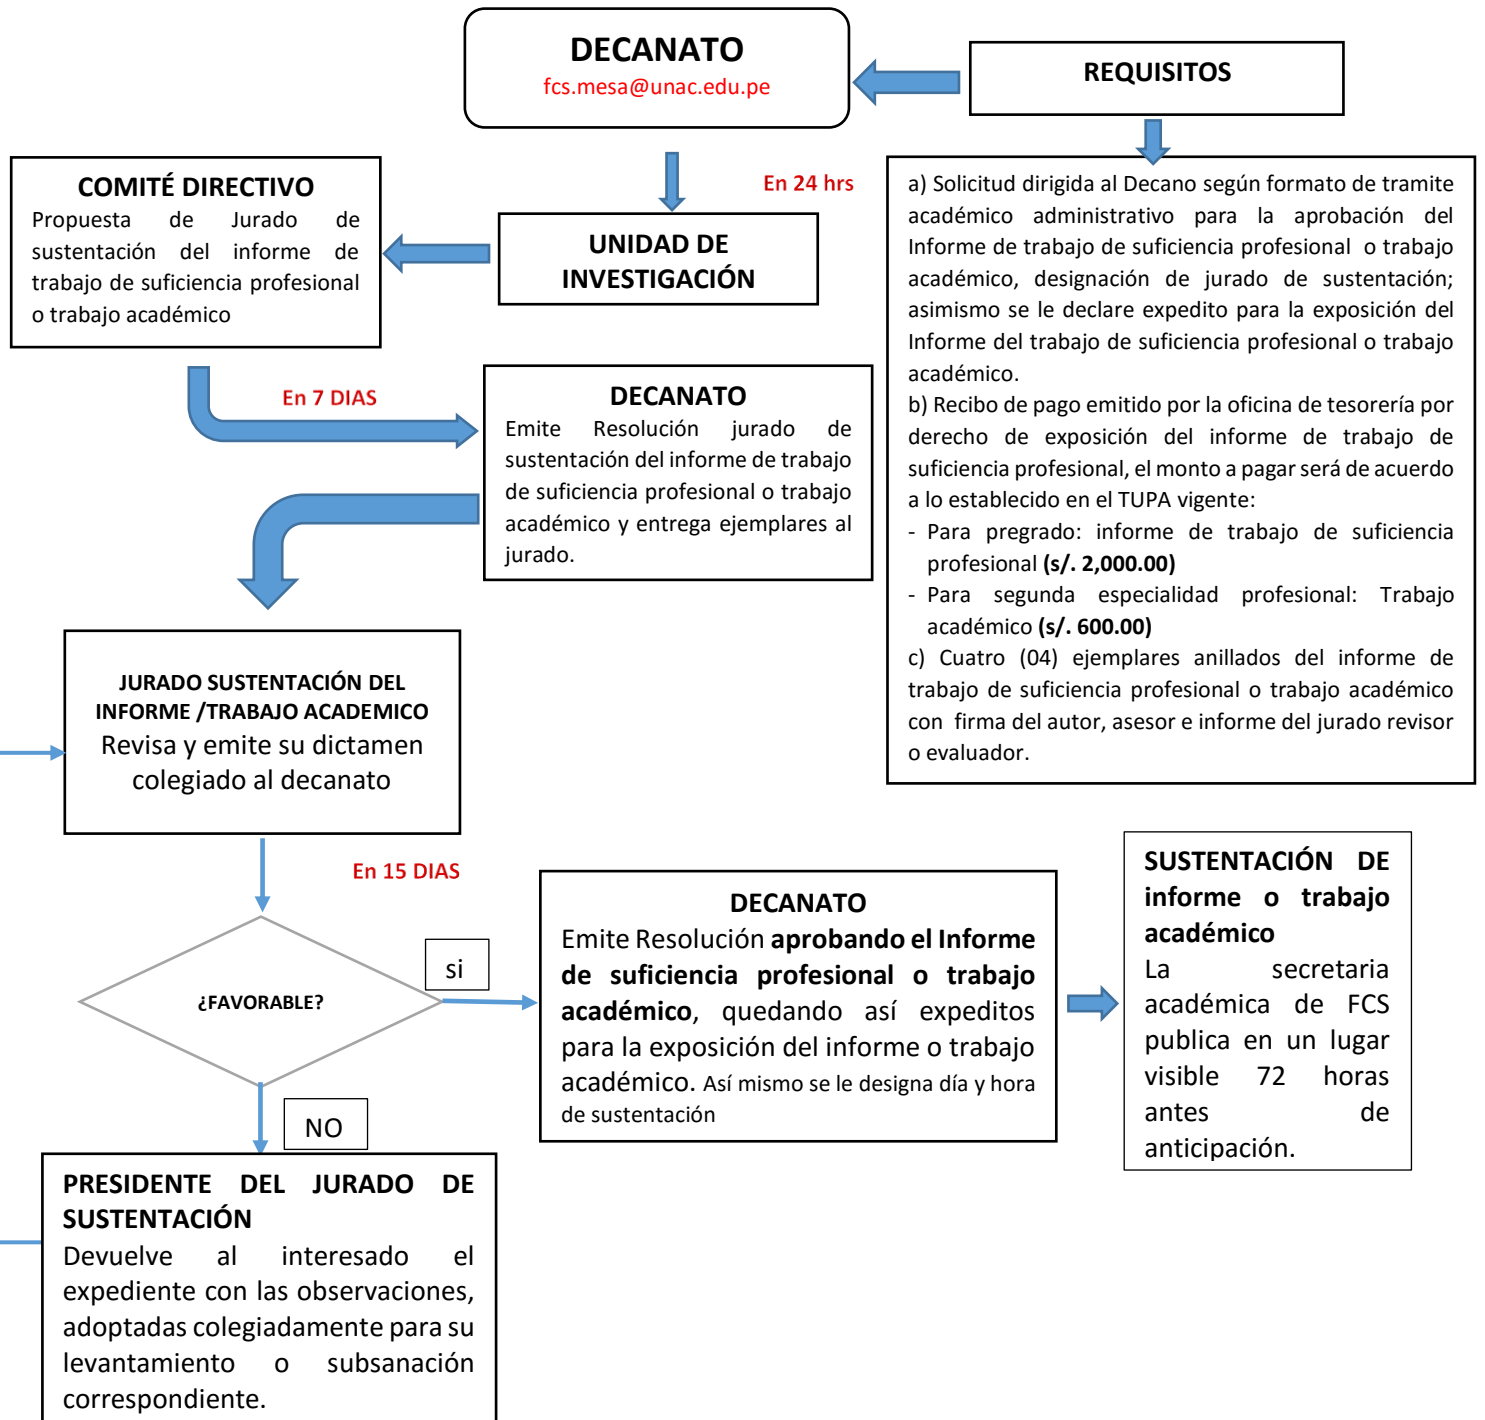 DECANATO
fcs.mesa@unac.edu.pe
REQUISITOS
En 24 hrs
UNIDAD DE
INVESTIGACIÓN
COMITÉ DIRECTIVO
Propuesta de Jurado de
sustentación del informe de
trabajo de suficiencia profesional
o trabajo académico
a) Solicitud dirigida al Decano según formato de tramite
académico administrativo para la aprobación del
Informe de trabajo de suficiencia profesional o trabajo
académico, designación de jurado de sustentación;
asimismo se le declare expedito para la exposición del
Informe del trabajo de suficiencia profesional o trabajo
académico.
b) Recibo de pago emitido por la oficina de tesorería por
derecho de exposición del informe de trabajo de
suficiencia profesional, el monto a pagar será de acuerdo
a lo establecido en el TUPA vigente:
- Para pregrado: informe de trabajo de suficiencia
profesional (s/. 2,000.00)
- Para segunda especialidad profesional: Trabajo
académico (s/. 600.00)
c) Cuatro (04) ejemplares anillados del informe de
trabajo de suficiencia profesional o trabajo académico
con firma del autor, asesor e informe del jurado revisor
o evaluador.
En 7 DIAS
DECANATO
Emite Resolución jurado de
sustentación del informe de trabajo
de suficiencia profesional o trabajo
académico y entrega ejemplares al
jurado.
JURADO SUSTENTACIÓN DEL
INFORME /TRABAJO ACADEMICO
Revisa y emite su dictamen
colegiado al decanato
En 15 DIAS
¿FAVORABLE?
si
DECANATO
Emite Resolución aprobando el Informe
de suficiencia profesional o trabajo
académico, quedando así expeditos
para la exposición del informe o trabajo
académico. Así mismo se le designa día y hora
de sustentación
SUSTENTACIÓN DE
informe o trabajo
académico
La secretaria
académica de FCS
publica en un lugar
visible 72 horas
antes de
anticipación.
NO
PRESIDENTE DEL JURADO DE
SUSTENTACIÓN
Devuelve al interesado el
expediente con las observaciones,
adoptadas colegiadamente para su
levantamiento o subsanación
correspondiente.